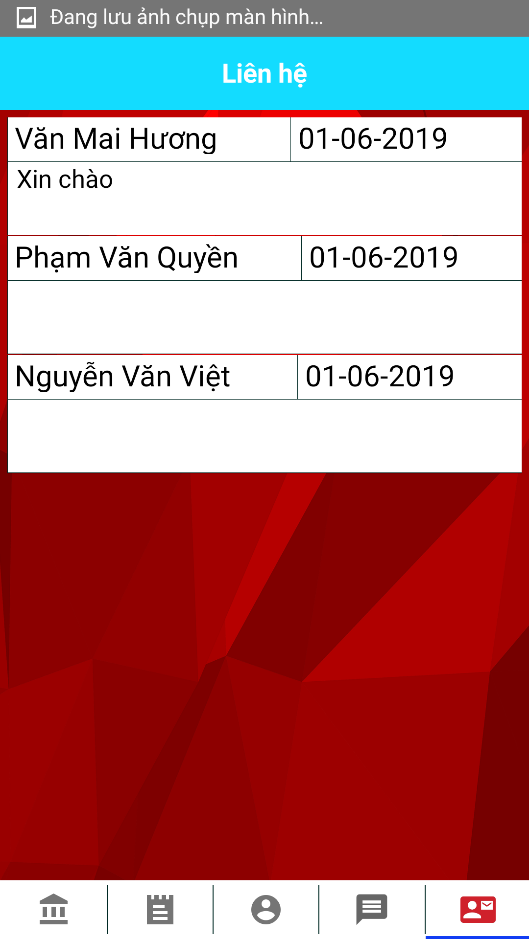 Đang lưu ảnh chụp màn hình...
Liên hệ
Văn Mai Hương 01-06-2019
Xin chào
Phạm Văn Quyền 01-06-2019
Nguyễn Văn Việt 01-06-2019